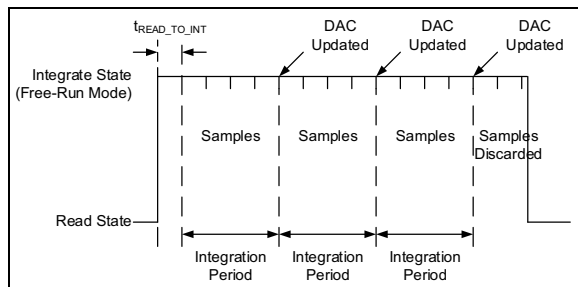 tREAD_TO_INT
DAC
Updated
DAC
Updated
DAC
Updated
Integrate State
(Free-Run Mode)
Samples
Samples
Samples
Samples
Discarded
Read State
Integration
Period
Integration
Period
Integration
Period